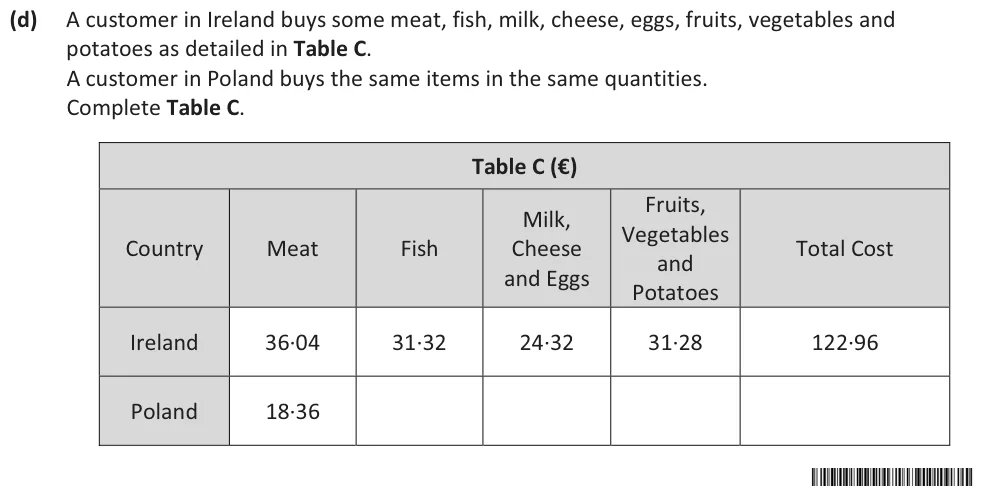 (d) A customer in Ireland buys some meat, fish, milk, cheese, eggs, fruits, vegetables and
potatoes as detailed in Table C.
A customer in Poland buys the same items in the same quantities.
Complete Table C.
Table C (€)
Country
Meat
Fish
Milk,
Cheese
and Eggs
Fruits,
Vegetables
and
Potatoes
Total Cost
Ireland 36·04 31·32 24·32 31·28 122·96
Poland 18·36